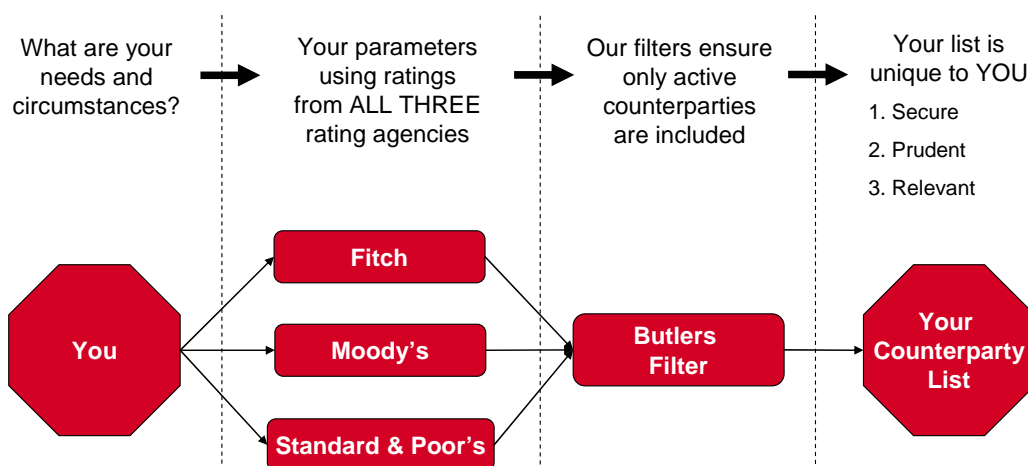 What are your
needs and
circumstances?
Your parameters
using ratings
from ALL THREE
rating agencies
Our filters ensure
only active
counterparties
are included
Your list is
unique to YOU
1. Secure
2. Prudent
3. Relevant
You
Fitch
Moody's
Standard & Poor's
Butlers
Filter
Your
Counterparty
List